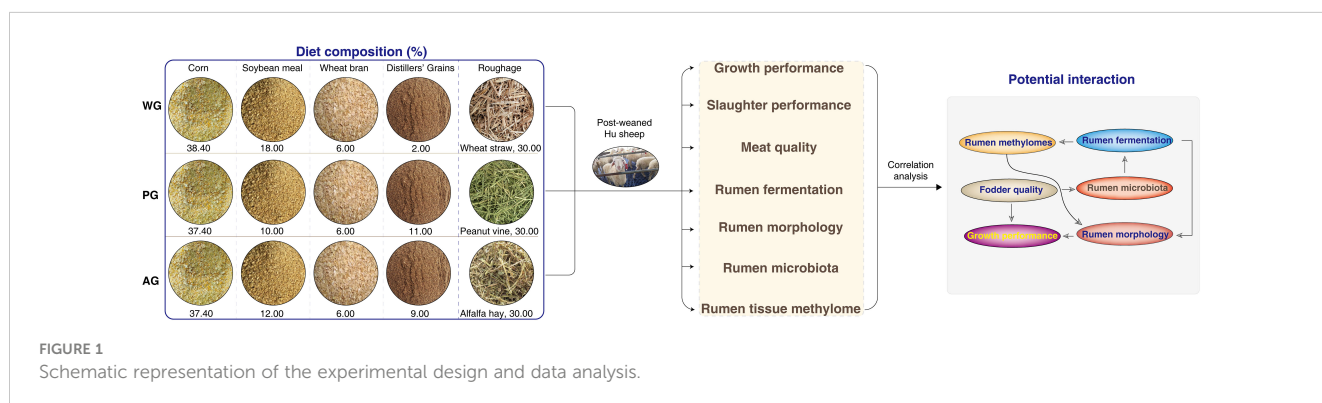 Diet composition (%)
Corn
Soybean meal
Wheat bran
Distillers' Grains
Roughage
WG
38.40
18.00
6.00
2.00
Wheat straw, 30.00
PG
37.40
10.00
6.00
11.00
Peanut vine, 30.00
AG
37.40
12.00
6.00
9.00
Alfalfa hay, 30.00
Post-weaned
Hu sheep
Growth performance
Slaughter performance
Meat quality
Rumen fermentation
Rumen morphology
Rumen microbiota
Rumen tissue methylome
Correlation
analysis
Potential interaction
Rumen methylomes
Rumen fermentation
Fodder quality
Rumen microbiota
Growth performance
Rumen morphology
FIGURE 1
Schematic representation of the experimental design and data analysis.